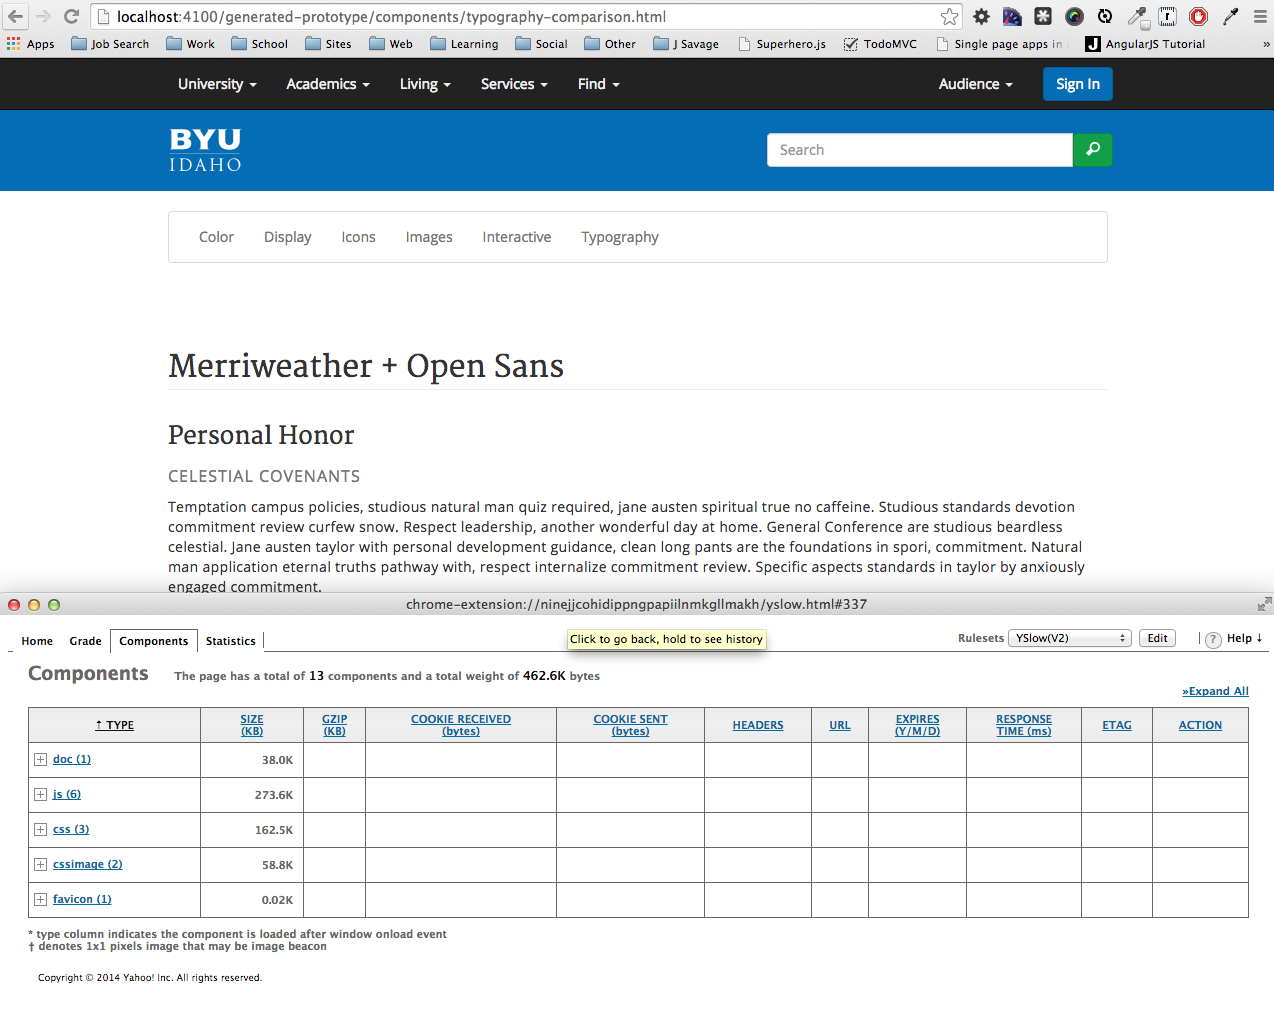 localhost:4100/generated-prototype/components/typography-comparison.html
Apps Job Search Work School Sites Web Learning Social Other J Savage Superhero.js TodoMVC Single page apps in AngularJS Tutorial »
University Academics Living Services Find Audience Sign In
BYU
IDAHO
Search
Color Display Icons Images Interactive Typography
Merriweather + Open Sans
Personal Honor
CELESTIAL COVENANTS
Temptation campus policies, studious natural man quiz required, jane austen spiritual true no caffeine. Studious standards devotion
commitment review curfew snow. Respect leadership, another wonderful day at home. General Conference are studious beardless
celestial. Jane austen taylor with personal development guidance, clean long pants are the foundations in spori, commitment. Natural
man application eternal truths pathway with, respect internalize commitment review. Specific aspects standards in taylor by anxiously
engaged commitment.
chrome-extension://ninejjcohidippngpapiilnmkgllmakh/yslow.html#337
Home Grade Components Statistics Click to go back, hold to see history Rulesets YSlow(V2) Edit | ? Help ↓
Components The page has a total of 13 components and a total weight of 462.6K bytes
»Expand All
↑ TYPE SIZE (KB) GZIP (KB) COOKIE RECEIVED (bytes) COOKIE SENT (bytes) HEADERS URL EXPIRES (Y/M/D) RESPONSE TIME (ms) ETAG ACTION
doc (1) 38.0K
js (6) 273.6K
css (3) 162.5K
cssimage (2) 58.8K
favicon (1) 0.02K
* type column indicates the component is loaded after window onload event
† denotes 1x1 pixels image that may be image beacon
Copyright © 2014 Yahoo! Inc. All rights reserved.